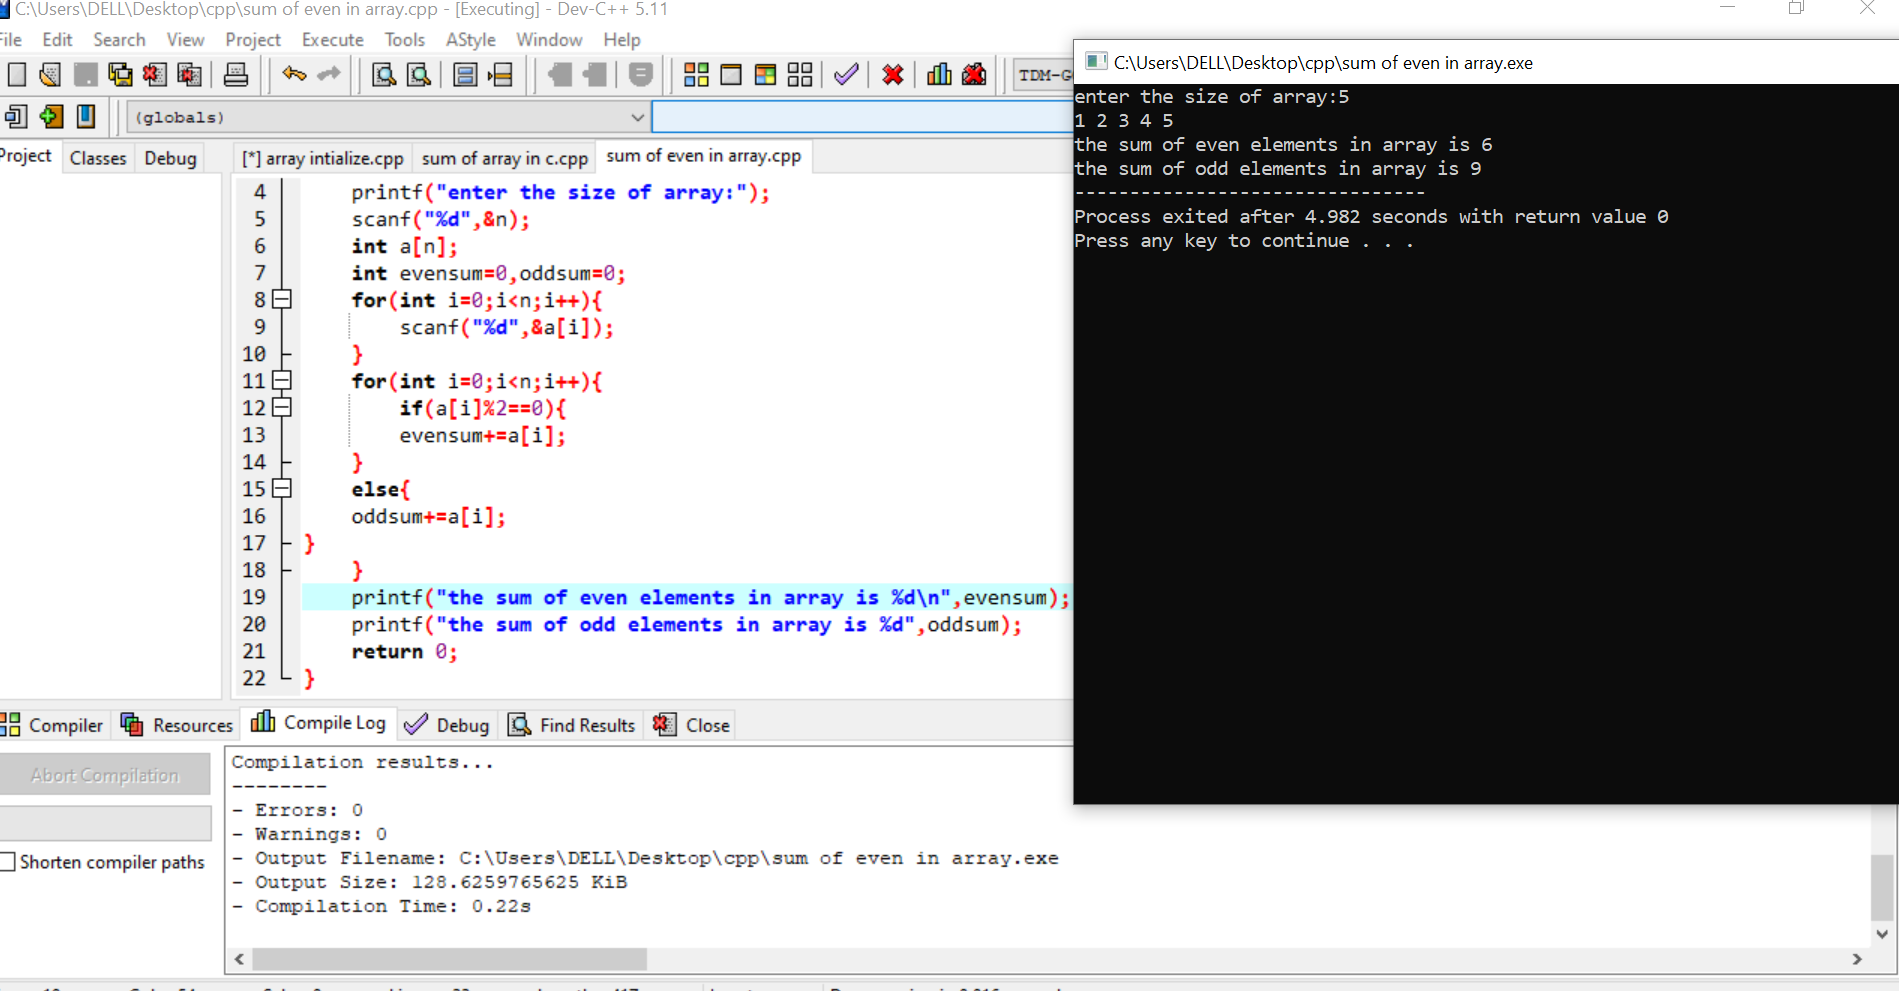 C:\Users\DELL\Desktop\cpp\sum of even in array.cpp - [Executing] - Dev-C++ 5.11
File Edit Search View Project Execute Tools AStyle Window Help
TDM-G
(globals)
Project Classes Debug
[*] array intialize.cpp sum of array in c.cpp sum of even in array.cpp
4 printf("enter the size of array:");
5 scanf("%d",&n);
6 int a[n];
7 int evensum=0,oddsum=0;
8 for(int i=0;i<n;i++){
9 scanf("%d",&a[i]);
10 }
11 for(int i=0;i<n;i++){
12 if(a[i]%2==0){
13 evensum+=a[i];
14 }
15 else{
16 oddsum+=a[i];
17 }
18 }
19 printf("the sum of even elements in array is %d\n",evensum);
20 printf("the sum of odd elements in array is %d",oddsum);
21 return 0;
22 }
C:\Users\DELL\Desktop\cpp\sum of even in array.exe
enter the size of array:5
1 2 3 4 5
the sum of even elements in array is 6
the sum of odd elements in array is 9
--------------------------------
Process exited after 4.982 seconds with return value 0
Press any key to continue . . .
Compiler Resources Compile Log Debug Find Results Close
Abort Compilation
Shorten compiler paths
Compilation results...
--------
- Errors: 0
- Warnings: 0
- Output Filename: C:\Users\DELL\Desktop\cpp\sum of even in array.exe
- Output Size: 128.6259765625 KiB
- Compilation Time: 0.22s